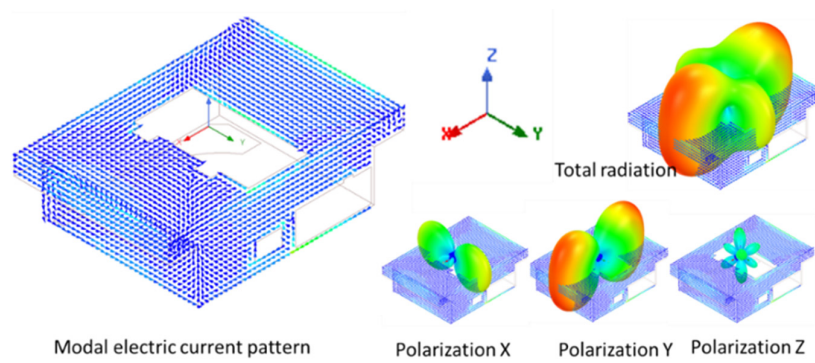 Z
X
Y
Y
Total radiation
Modal electric current pattern
Polarization X
Polarization Y
Polarization Z